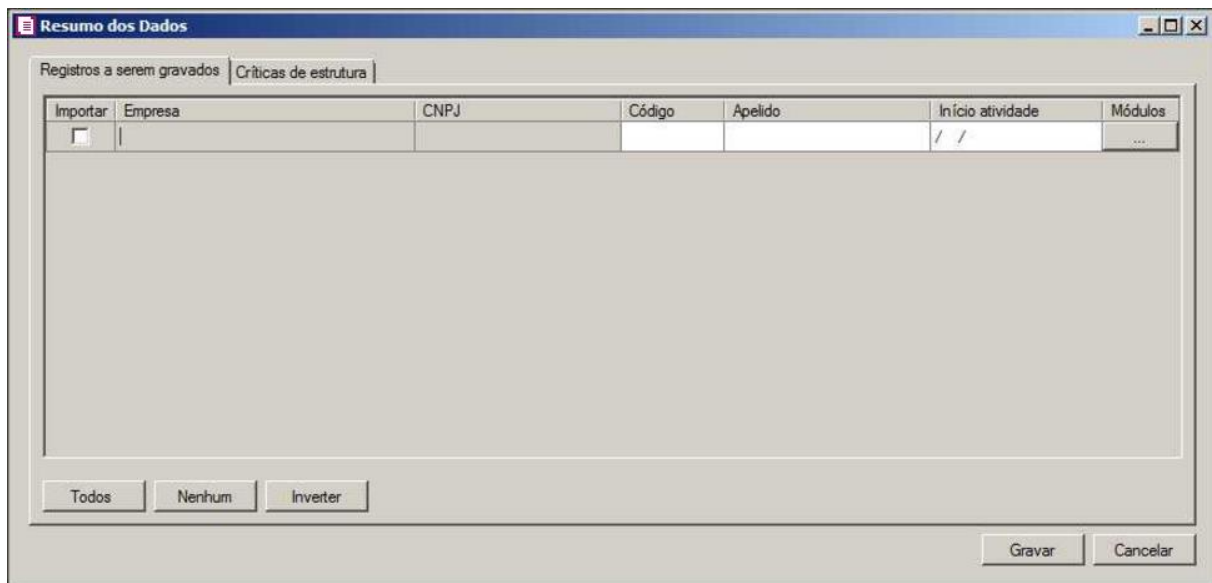 Resumo dos Dados
Registros a serem gravados Críticas de estrutura
Importar Empresa CNPJ Código Apelido Início atividade Módulos
/ / ...
Todos Nenhum Inverter
Gravar Cancelar